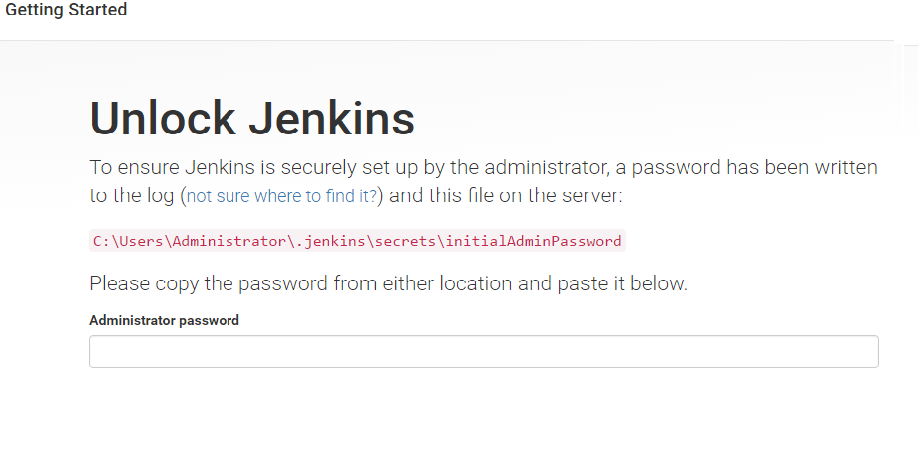 Getting Started
Unlock Jenkins
To ensure Jenkins is securely set up by the administrator, a password has been written
to the log (not sure where to find it?) and this file on the server:
C:\Users\Administrator\.jenkins\secrets\initialAdminPassword
Please copy the password from either location and paste it below.
Administrator password